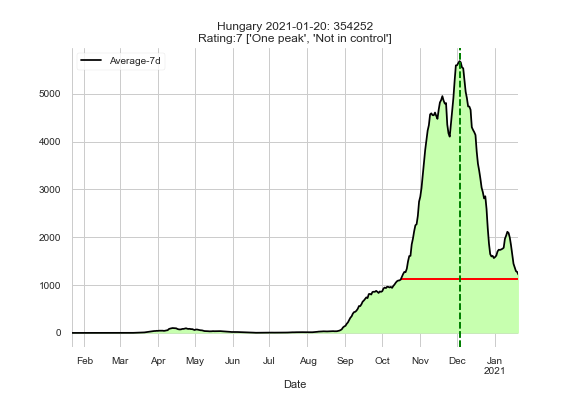 Hungary 2021-01-20: 354252
Rating:7 ['One peak', 'Not in control']
Average-7d
5000
4000
3000
2000
1000
0
Feb Mar Apr May Jun Jul Aug Sep Oct Nov Dec Jan
2021
Date